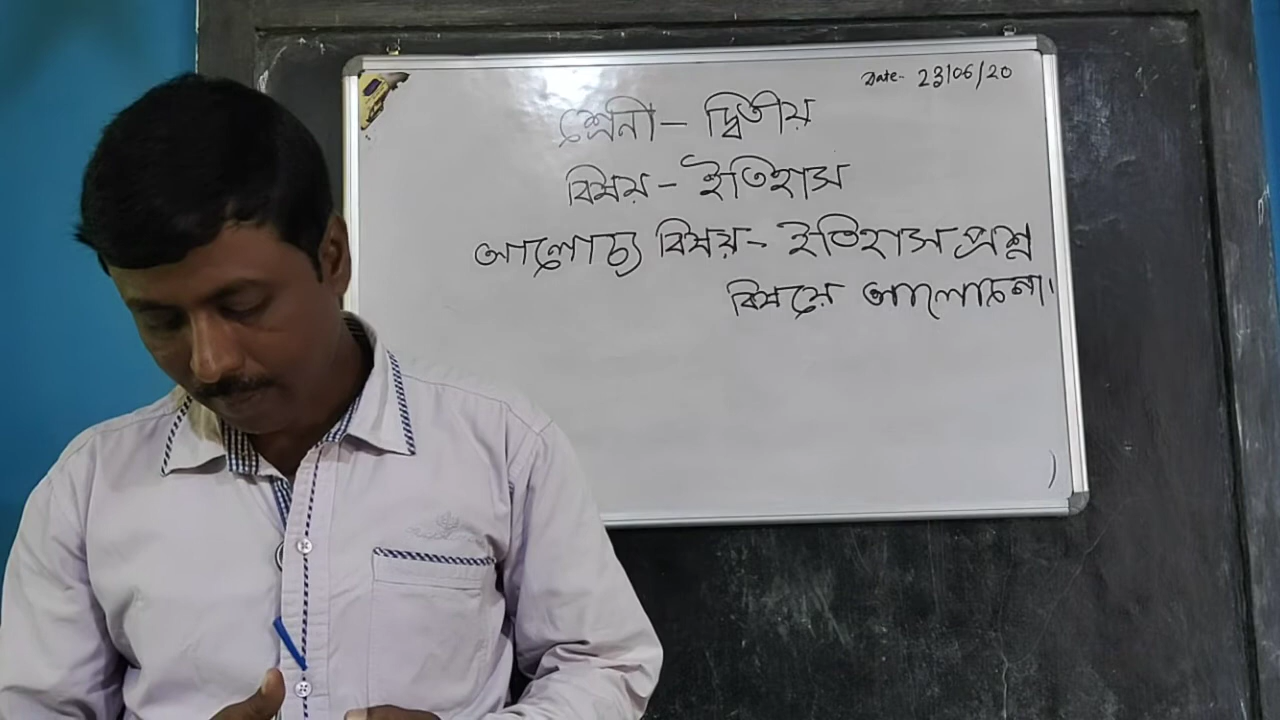 Date- 23/06/20
শ্রেনী - দ্বিতীয়
বিষয় - ইতিহাস
আলোচ্য বিষয় - ইতিহাস প্রশ্ন
বিষয়ে আলোচনা।